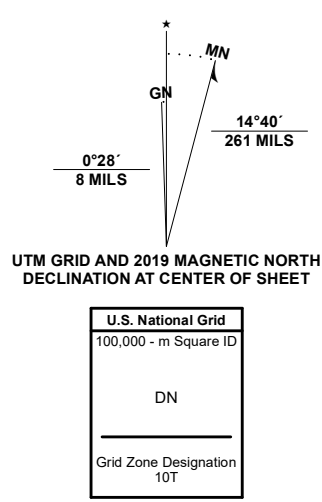 ★
MN
GN
14°40´
261 MILS
0°28´
8 MILS
UTM GRID AND 2019 MAGNETIC NORTH
DECLINATION AT CENTER OF SHEET
U.S. National Grid
100,000 - m Square ID
DN
Grid Zone Designation
10T